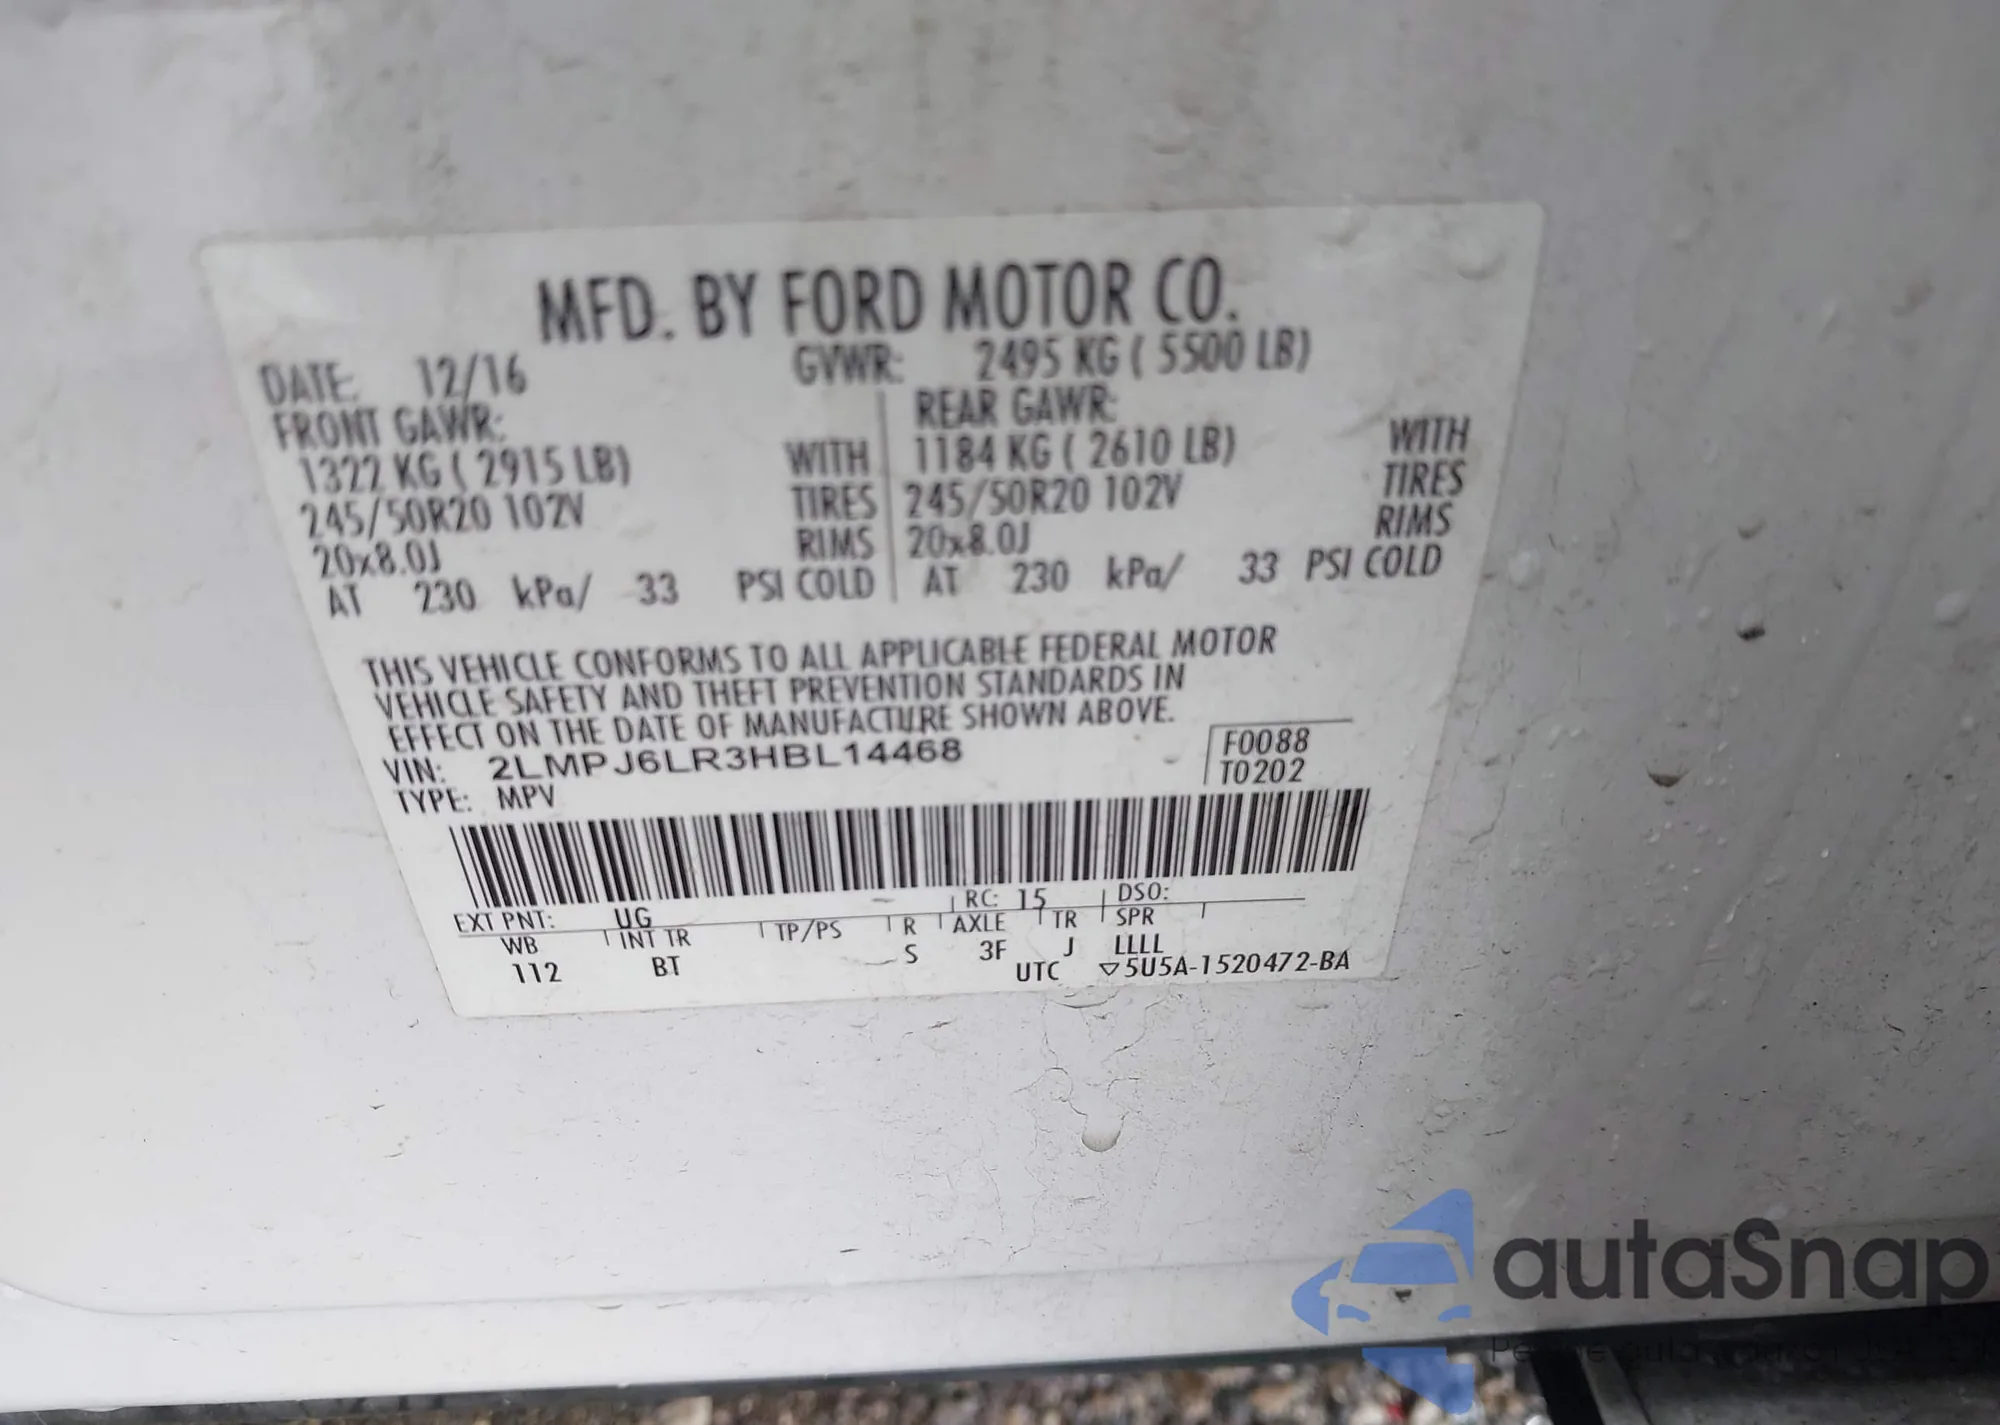 MFD. BY FORD MOTOR CO.
DATE: 12/16 GVWR: 2495 KG ( 5500 LB)
FRONT GAWR: REAR GAWR:
1322 KG ( 2915 LB) WITH 1184 KG ( 2610 LB) WITH
245/50R20 102V TIRES 245/50R20 102V TIRES
20x8.0J RIMS 20x8.0J RIMS
AT 230 kPa/ 33 PSI COLD AT 230 kPa/ 33 PSI COLD
THIS VEHICLE CONFORMS TO ALL APPLICABLE FEDERAL MOTOR
VEHICLE SAFETY AND THEFT PREVENTION STANDARDS IN
EFFECT ON THE DATE OF MANUFACTURE SHOWN ABOVE.
VIN: 2LMPJ6LR3HBL14468 F0088
TYPE: MPV T0202
EXT PNT: UG RC: 15 DSO:
WB INT TR TP/PS R AXLE TR SPR
112 BT S 3F J LLLL
UTC ▽5U5A-1520472-BA
autaSnap